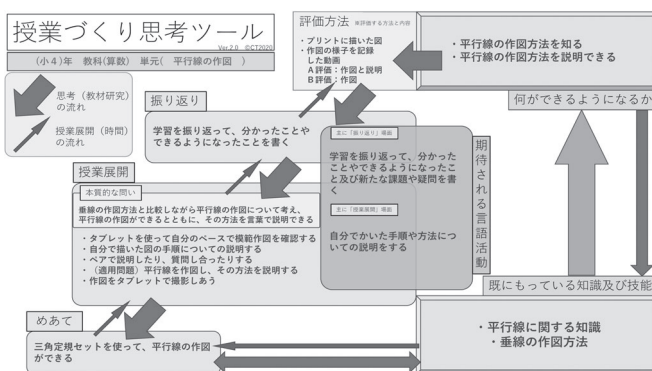 授業づくり思考ツール
Ver.2.0 ©CT2020
(小4)年 教科(算数) 単元( 平行線の作図 )
思考(教材研究)
の流れ
授業展開(時間)
の流れ
評価方法 ※評価する方法と内容
・プリントに描いた図
・作図の様子を記録
した動画
A評価:作図と説明
B評価:作図
・平行線の作図方法を知る
・平行線の作図方法を説明できる
何ができるようになるか
振り返り
学習を振り返って、分かったことや
できるようになったことを書く
主に「振り返り」場面
学習を振り返って、分かった
ことやできるようになったこ
と及び新たな課題や疑問を書
く
主に「授業展開」場面
自分でかいた手順や方法につ
いての説明をする
期待される言語活動
授業展開
本質的な問い
垂線の作図方法と比較しながら平行線の作図について考え、
平行線の作図ができるとともに、その方法を言葉で説明できる
・タブレットを使って自分のペースで模範作図を確認する
・自分で描いた図の手順についての説明する
・ペアで説明したり、質問し合ったりする
・(適用問題)平行線を作図し、その方法を説明する
・作図をタブレットで撮影しあう
既にもっている知識及び技能
・平行線に関する知識
・垂線の作図方法
めあて
三角定規セットを使って、平行線の作図
ができる